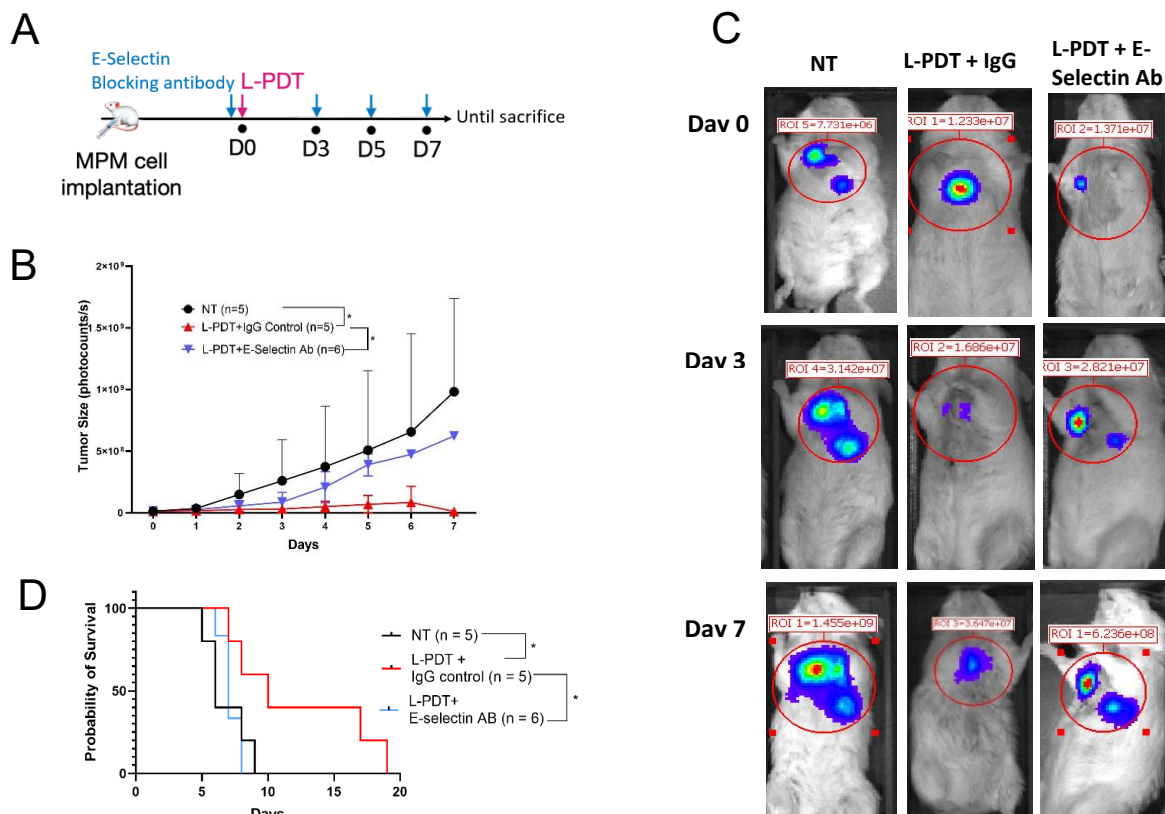 A
E-Selectin
Blocking antibody L-PDT
Until sacrifice
D0 D3 D5 D7
MPM cell
implantation
B
2×10⁹
1.5×10⁹
1×10⁹
5×10⁸
0
Tumor Size (photocounts/s)
NT (n=5)
L-PDT+IgG Control (n=5)
L-PDT+E-Selectin Ab (n=6)
*
*
0 1 2 3 4 5 6 7
Days
C
NT
L-PDT + IgG
L-PDT + E-
Selectin Ab
Day 0
ROI 5=7.731e+06
ROI 1=1.233e+07
ROI 2=1.371e+07
Day 3
ROI 4=3.142e+07
ROI 2=1.686e+07
ROI 3=2.821e+07
Day 7
ROI 1=1.455e+09
ROI 3=3.647e+07
ROI 1=6.236e+08
D
100
50
0
Probability of Survival
NT (n = 5)
L-PDT +
IgG control (n = 5)
L-PDT+
E-selectin AB (n = 6)
*
*
0 5 10 15 20
Days